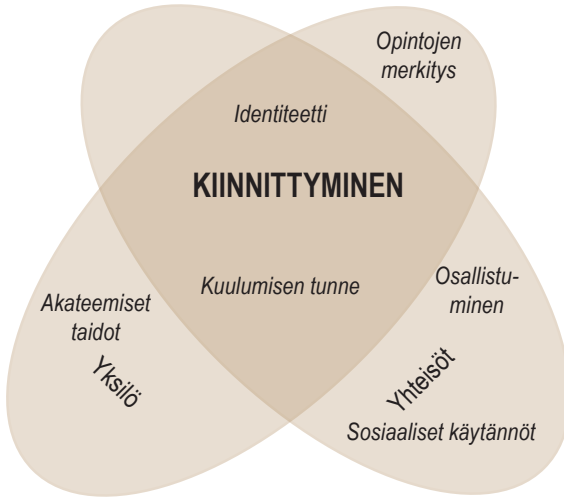 Opintojen
merkitys
Identiteetti
KIINNITTYMINEN
Kuulumisen tunne
Osallistu-
minen
Akateemiset
taidot
Yksilö
Yhteisöt
Sosiaaliset käytännöt